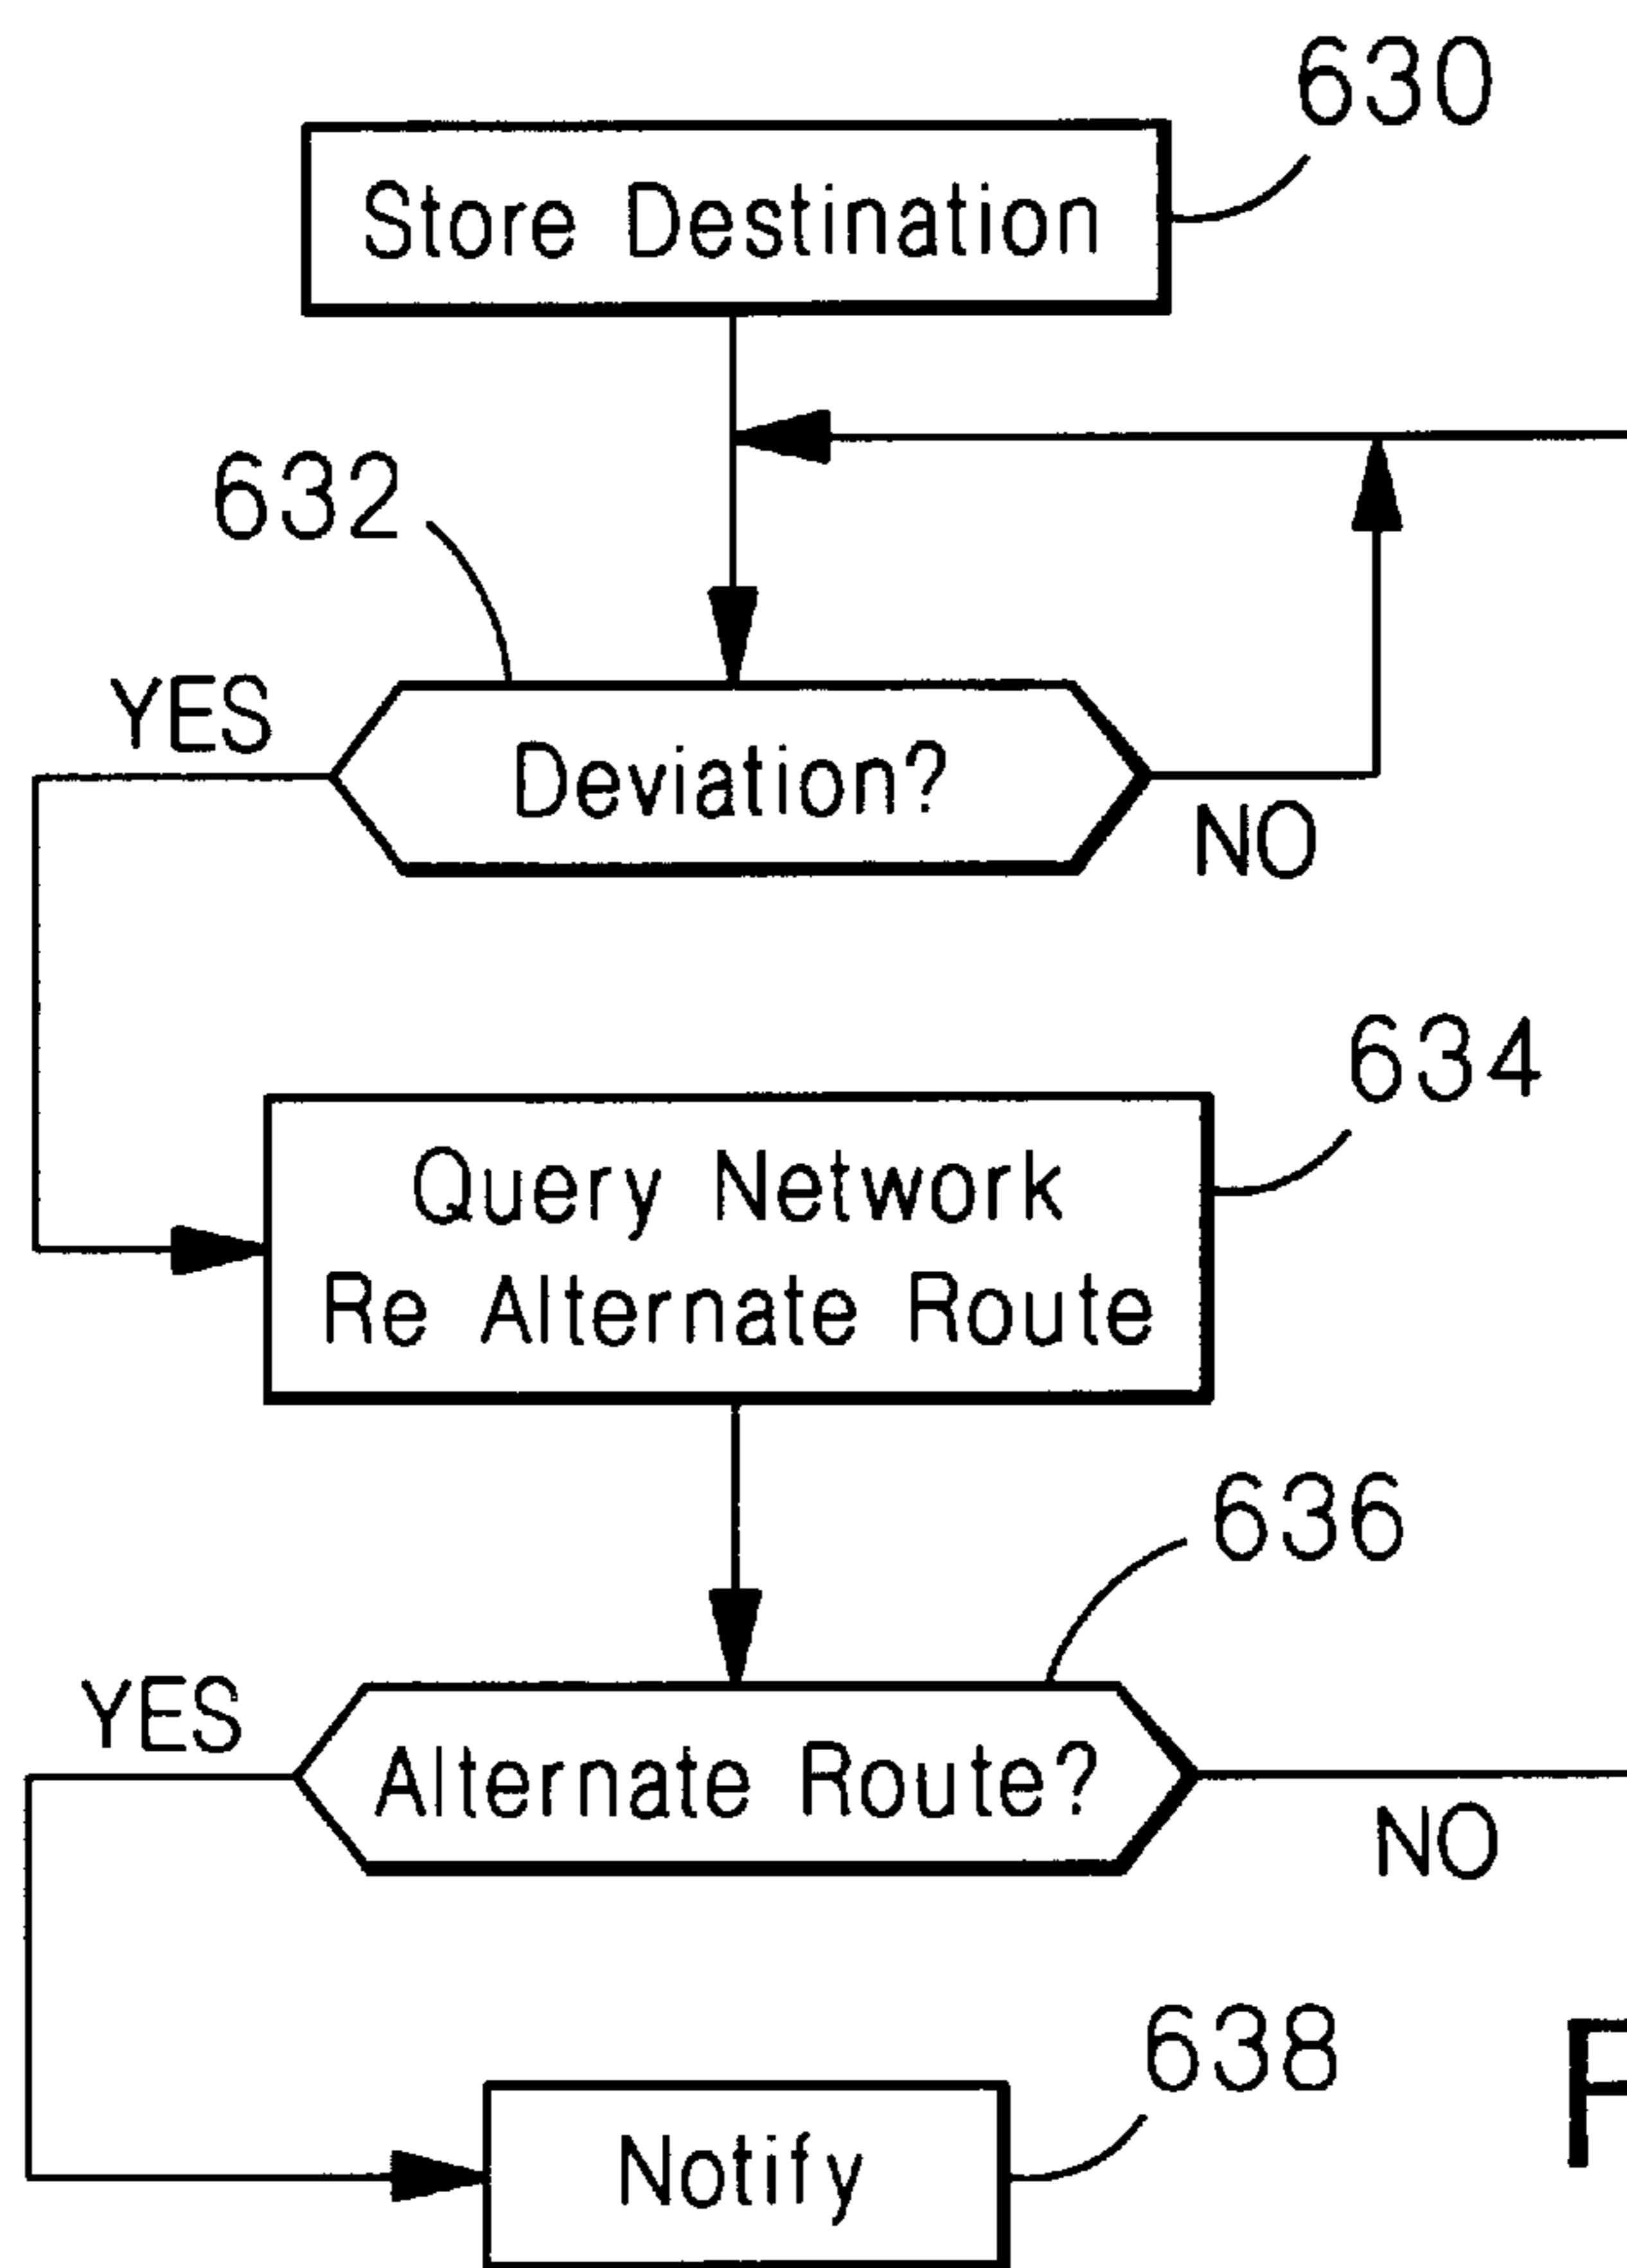 630
Store Destination
632
YES
Deviation?
NO
634
Query Network
Re Alternate Route
636
YES
Alternate Route?
NO
638
Notify